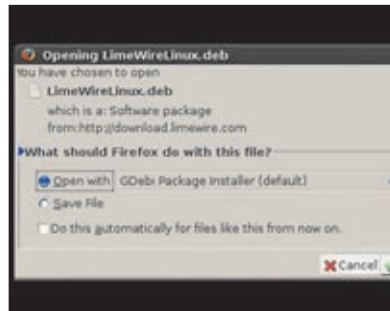 Opening LimeWireLinux.deb
You have chosen to open
LimeWireLinux.deb
which is a: Software package
from:http://download.limewire.com
What should Firefox do with this file?
Open with GDebi Package Installer (default)
Save File
Do this automatically for files like this from now on.
Cancel